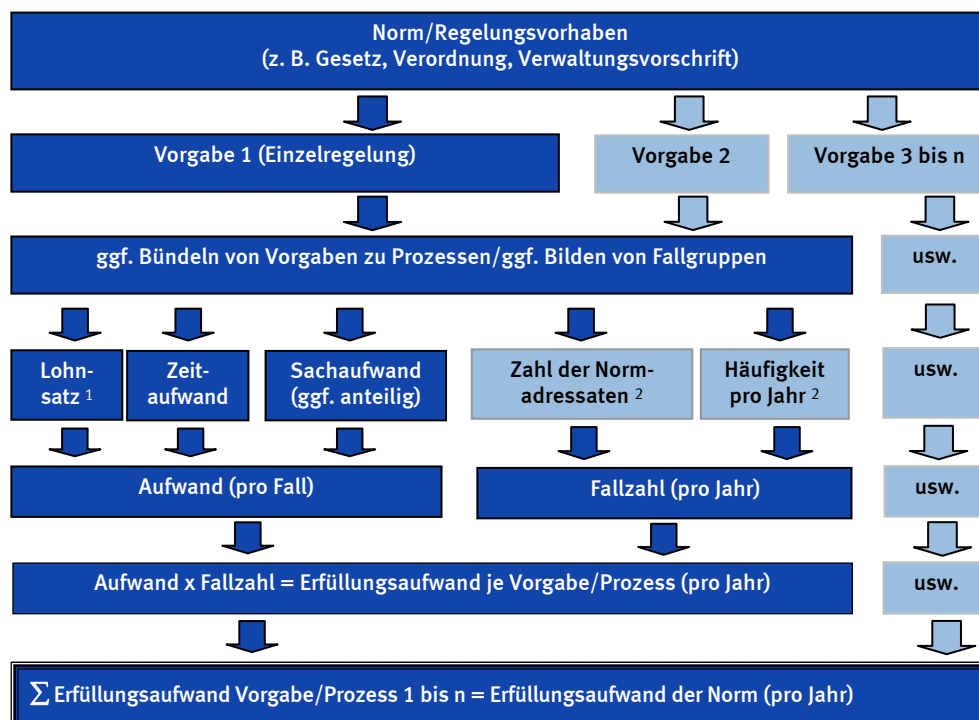 Norm/Regelungsvorhaben
(z. B. Gesetz, Verordnung, Verwaltungsvorschrift)
Vorgabe 1 (Einzelregelung)
Vorgabe 2
Vorgabe 3 bis n
ggf. Bündeln von Vorgaben zu Prozessen/ggf. Bilden von Fallgruppen
usw.
Lohn-
satz 1
Zeit-
aufwand
Sachaufwand
(ggf. anteilig)
Zahl der Norm-
adressaten 2
Häufigkeit
pro Jahr 2
usw.
Aufwand (pro Fall)
Fallzahl (pro Jahr)
usw.
Aufwand x Fallzahl = Erfüllungsaufwand je Vorgabe/Prozess (pro Jahr)
usw.
∑ Erfüllungsaufwand Vorgabe/Prozess 1 bis n = Erfüllungsaufwand der Norm (pro Jahr)